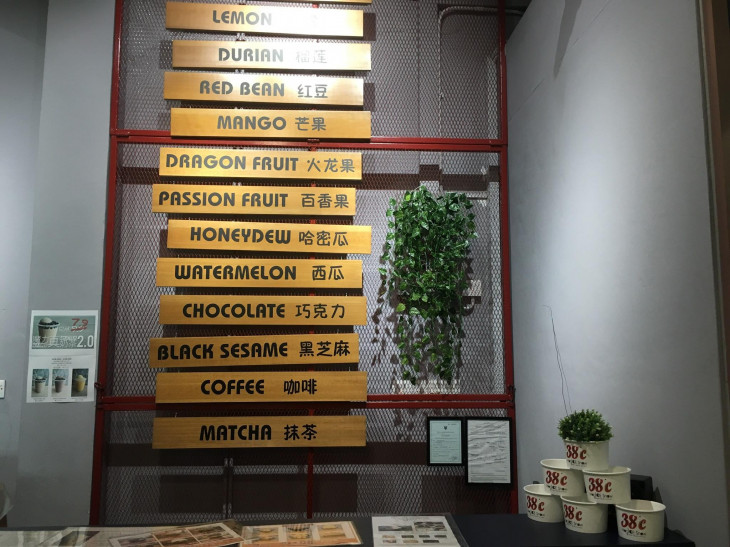 LEMON
DURIAN 榴莲
RED BEAN 红豆
MANGO 芒果
DRAGON FRUIT 火龙果
PASSION FRUIT 百香果
HONEYDEW 哈密瓜
WATERMELON 西瓜
CHOCOLATE 巧克力
BLACK SESAME 黑芝麻
COFFEE 咖啡
MATCHA 抹茶
2.0
38c
38c
38c
38c